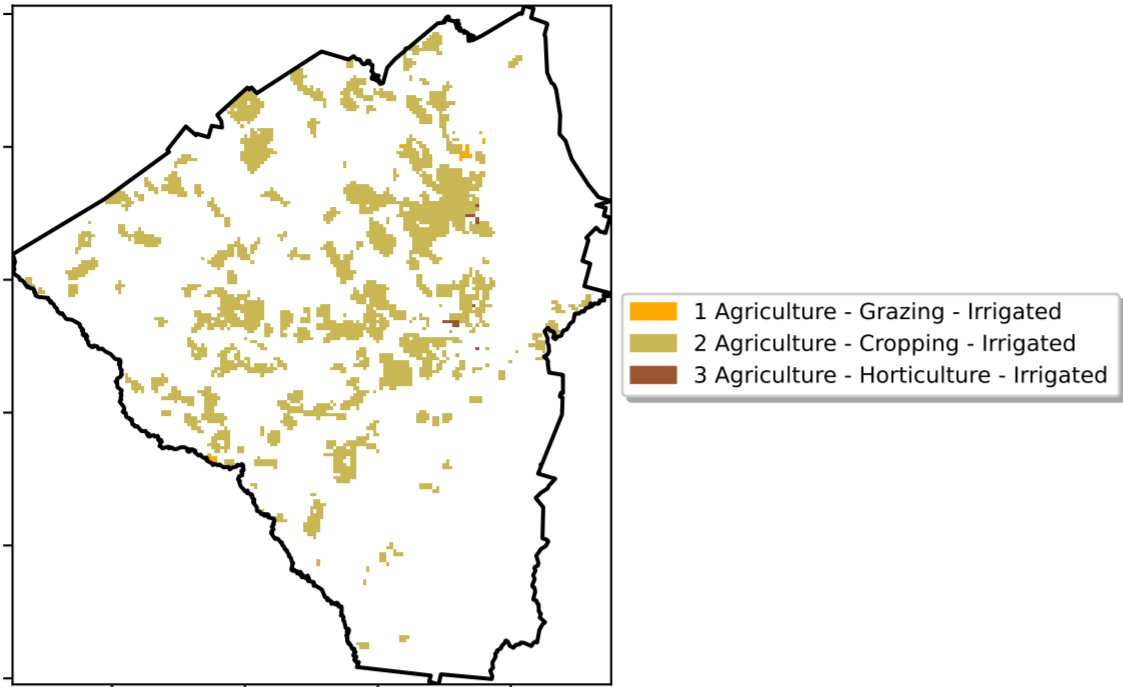 1 Agriculture - Grazing - Irrigated
2 Agriculture - Cropping - Irrigated
3 Agriculture - Horticulture - Irrigated